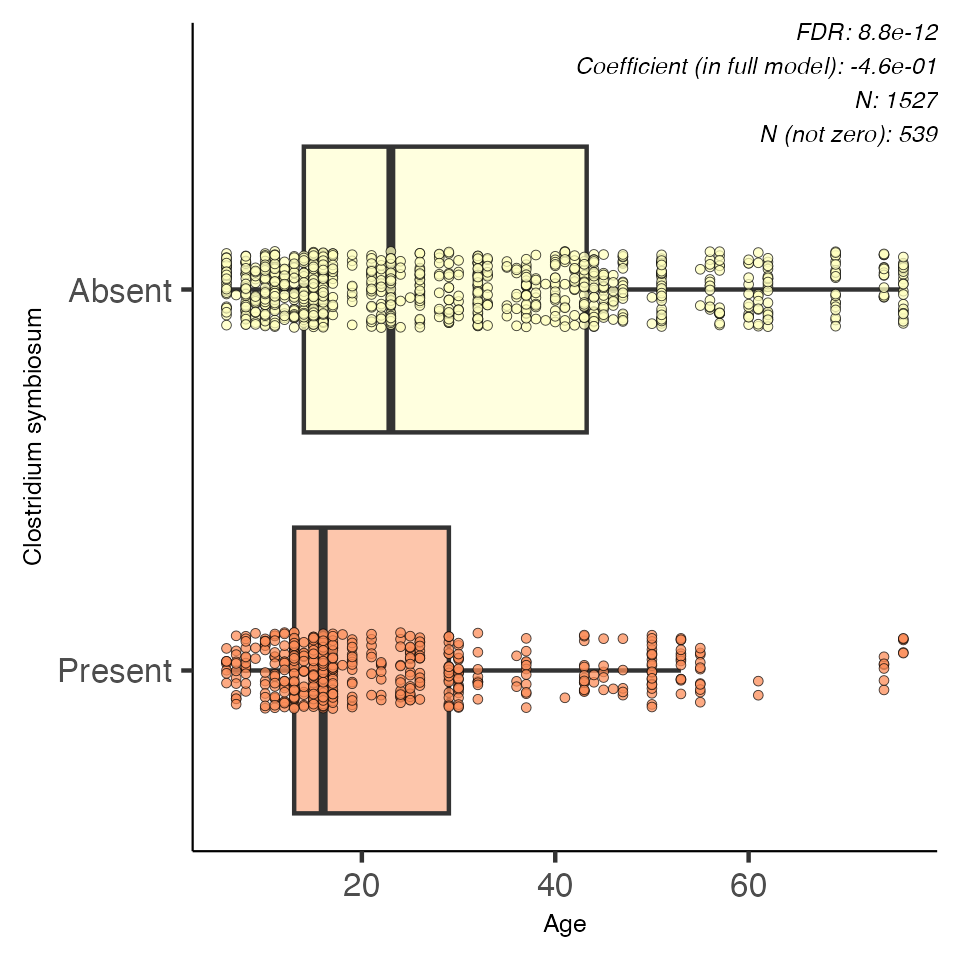 FDR: 8.8e-12
Coefficient (in full model): -4.6e-01
N: 1527
N (not zero): 539
Clostridium symbiosum
Absent
Present
20 40 60
Age